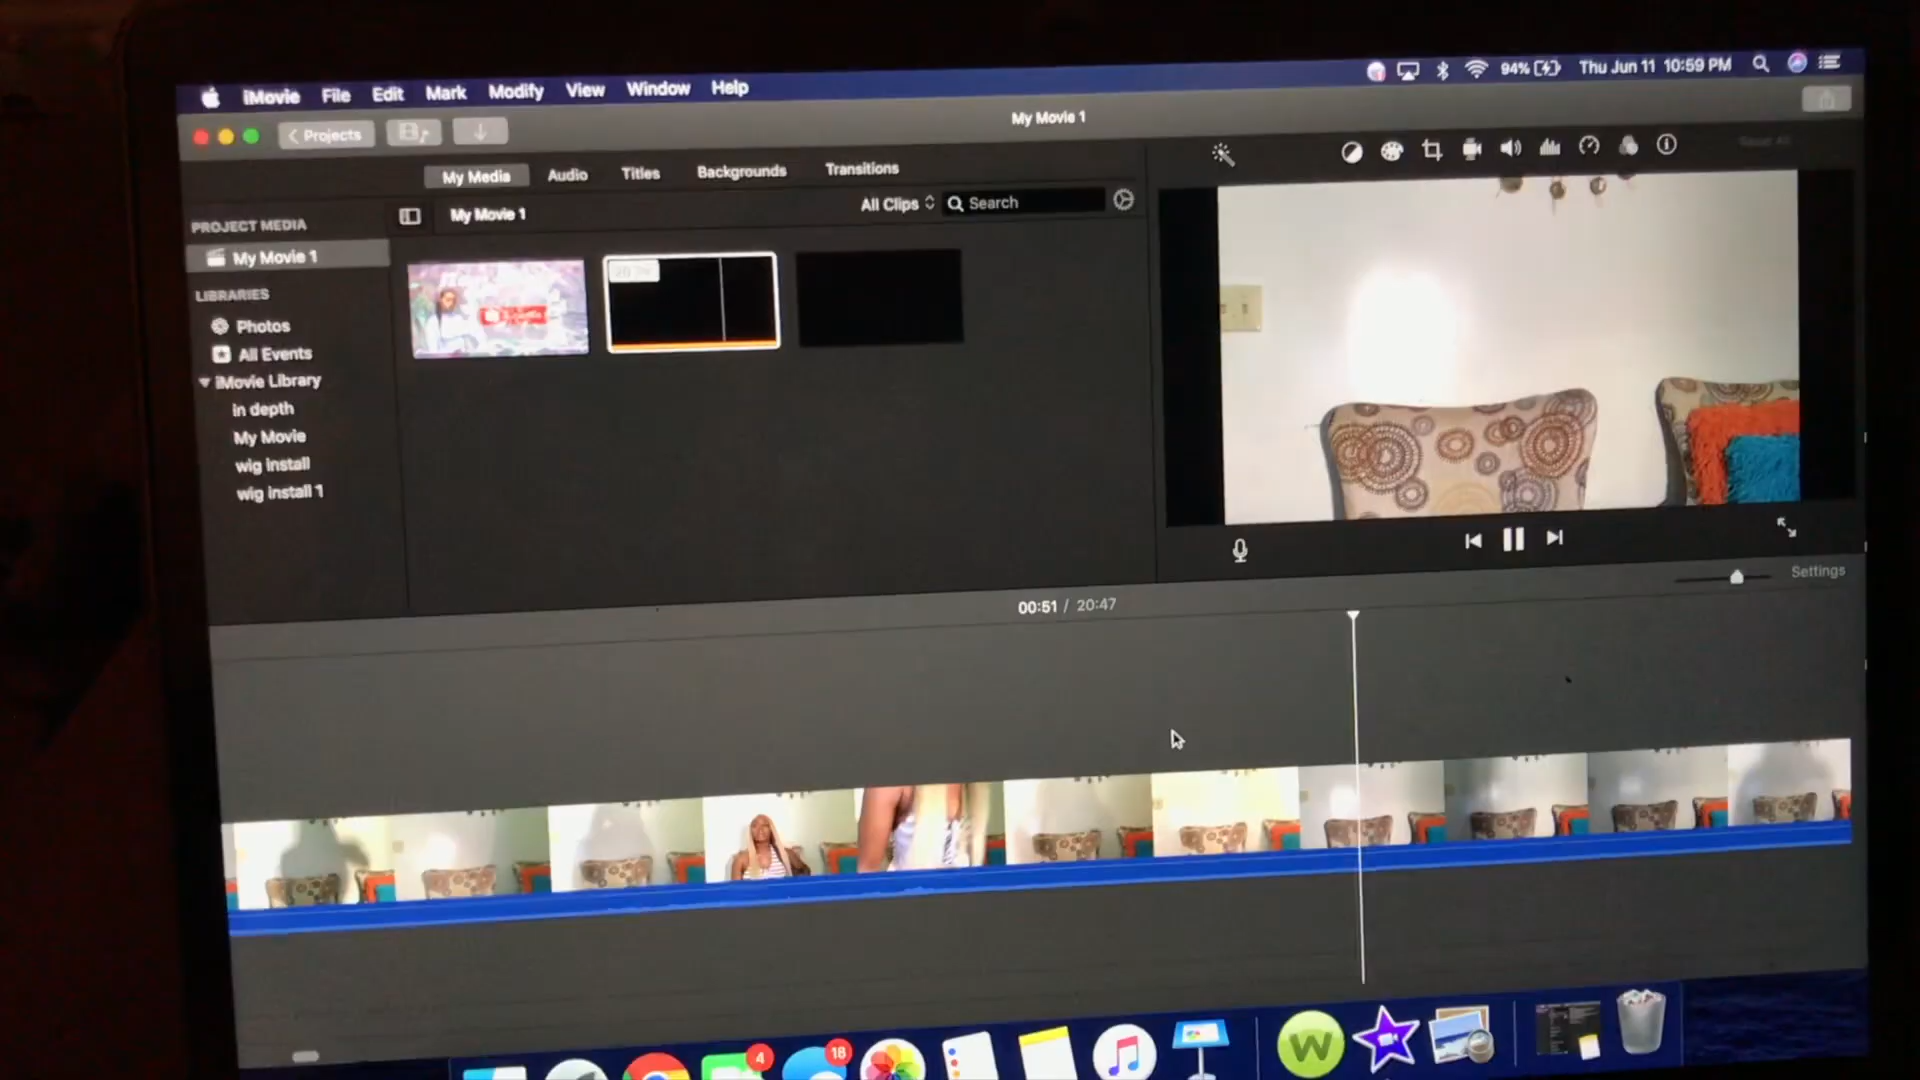 iMovie File Edit Mark Modify View Window Help 94% Thu Jun 11 10:59 PM
Projects My Movie 1
My Media Audio Titles Backgrounds Transitions
PROJECT MEDIA My Movie 1 All Clips Search
My Movie 1
LIBRARIES
Photos
All Events
iMovie Library
in depth
My Movie
wig install
wig install 1
Settings
00:51 / 20:47
4 18
W